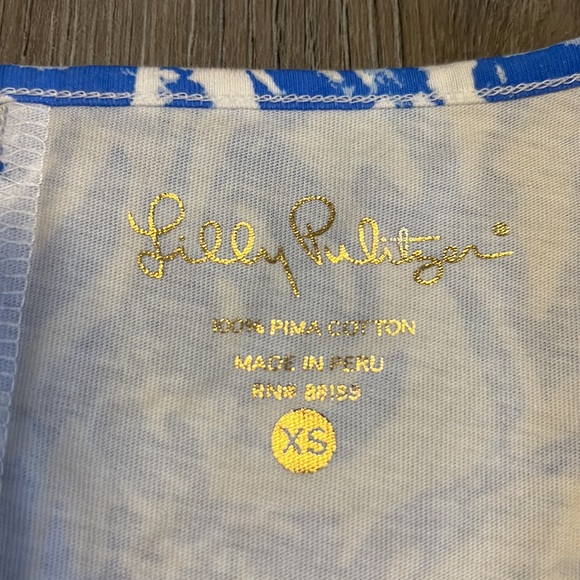 Lilly Pulitzer®
100% PIMA COTTON
MADE IN PERU
RN# 88189
XS